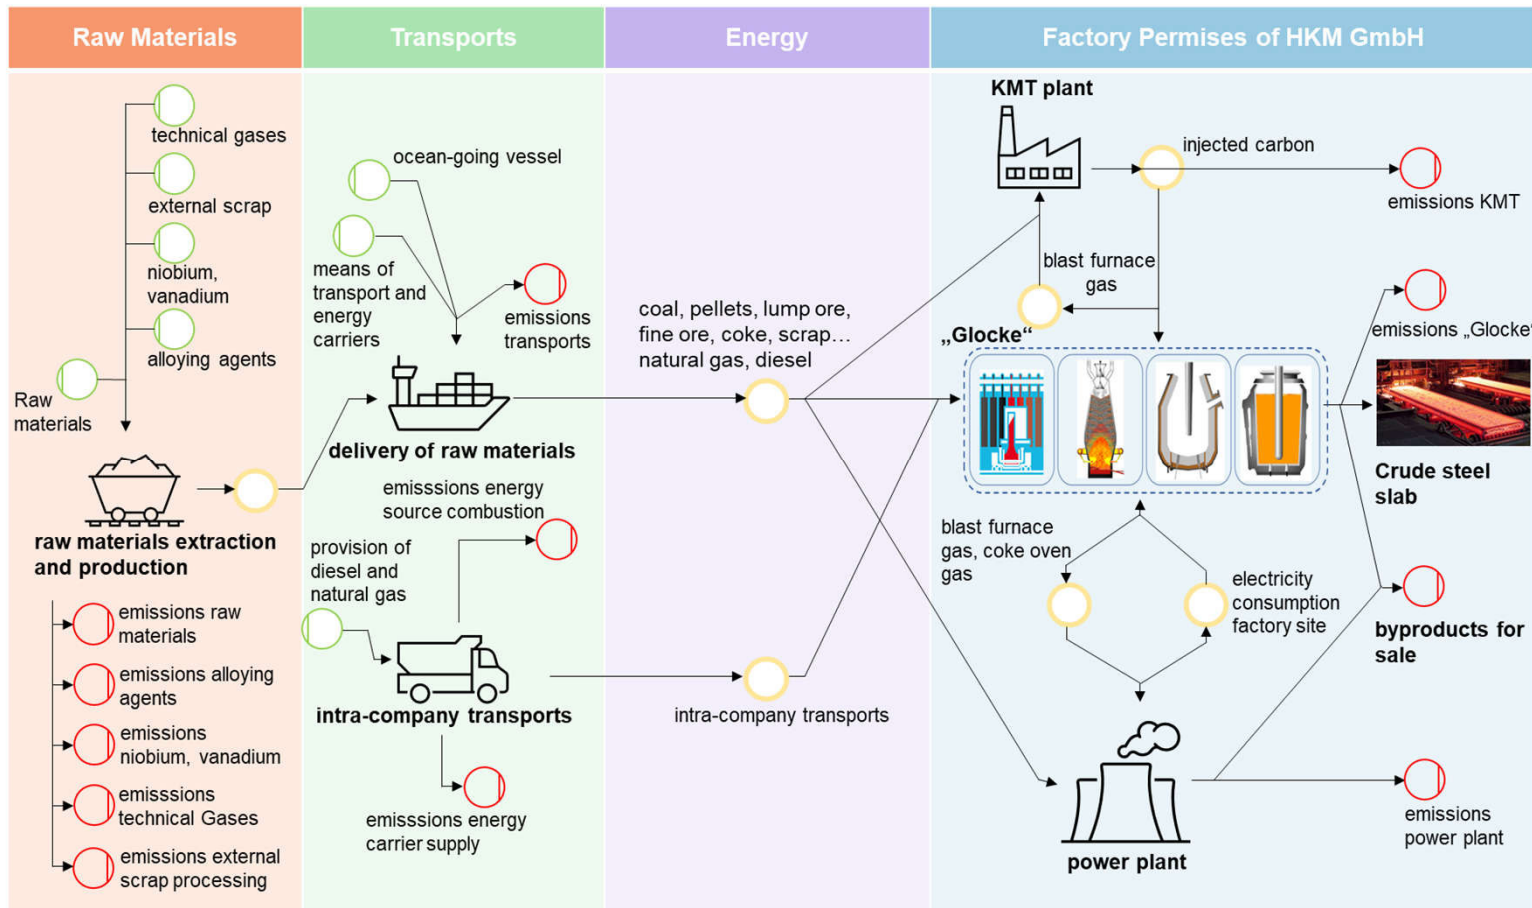 Raw Materials
Transports
Energy
Factory Permises of HKM GmbH
technical gases
external scrap
niobium,
vanadium
alloying agents
Raw
materials
raw materials extraction
and production
emissions raw
materials
emissions alloying
agents
emissions
niobium, vanadium
emisssions
technical Gases
emissions external
scrap processing
ocean-going vessel
means of
transport and
energy
carriers
emissions
transports
delivery of raw materials
emisssions energy
source combustion
provision of
diesel and
natural gas
intra-company transports
emisssions energy
carrier supply
coal, pellets, lump ore,
fine ore, coke, scrap…
natural gas, diesel
intra-company transports
KMT plant
injected carbon
emissions KMT
blast furnace
gas
„Glocke“
emissions „Glocke“
Crude steel
slab
blast furnace
gas, coke oven
gas
electricity
consumption
factory site
byproducts for
sale
power plant
emissions
power plant